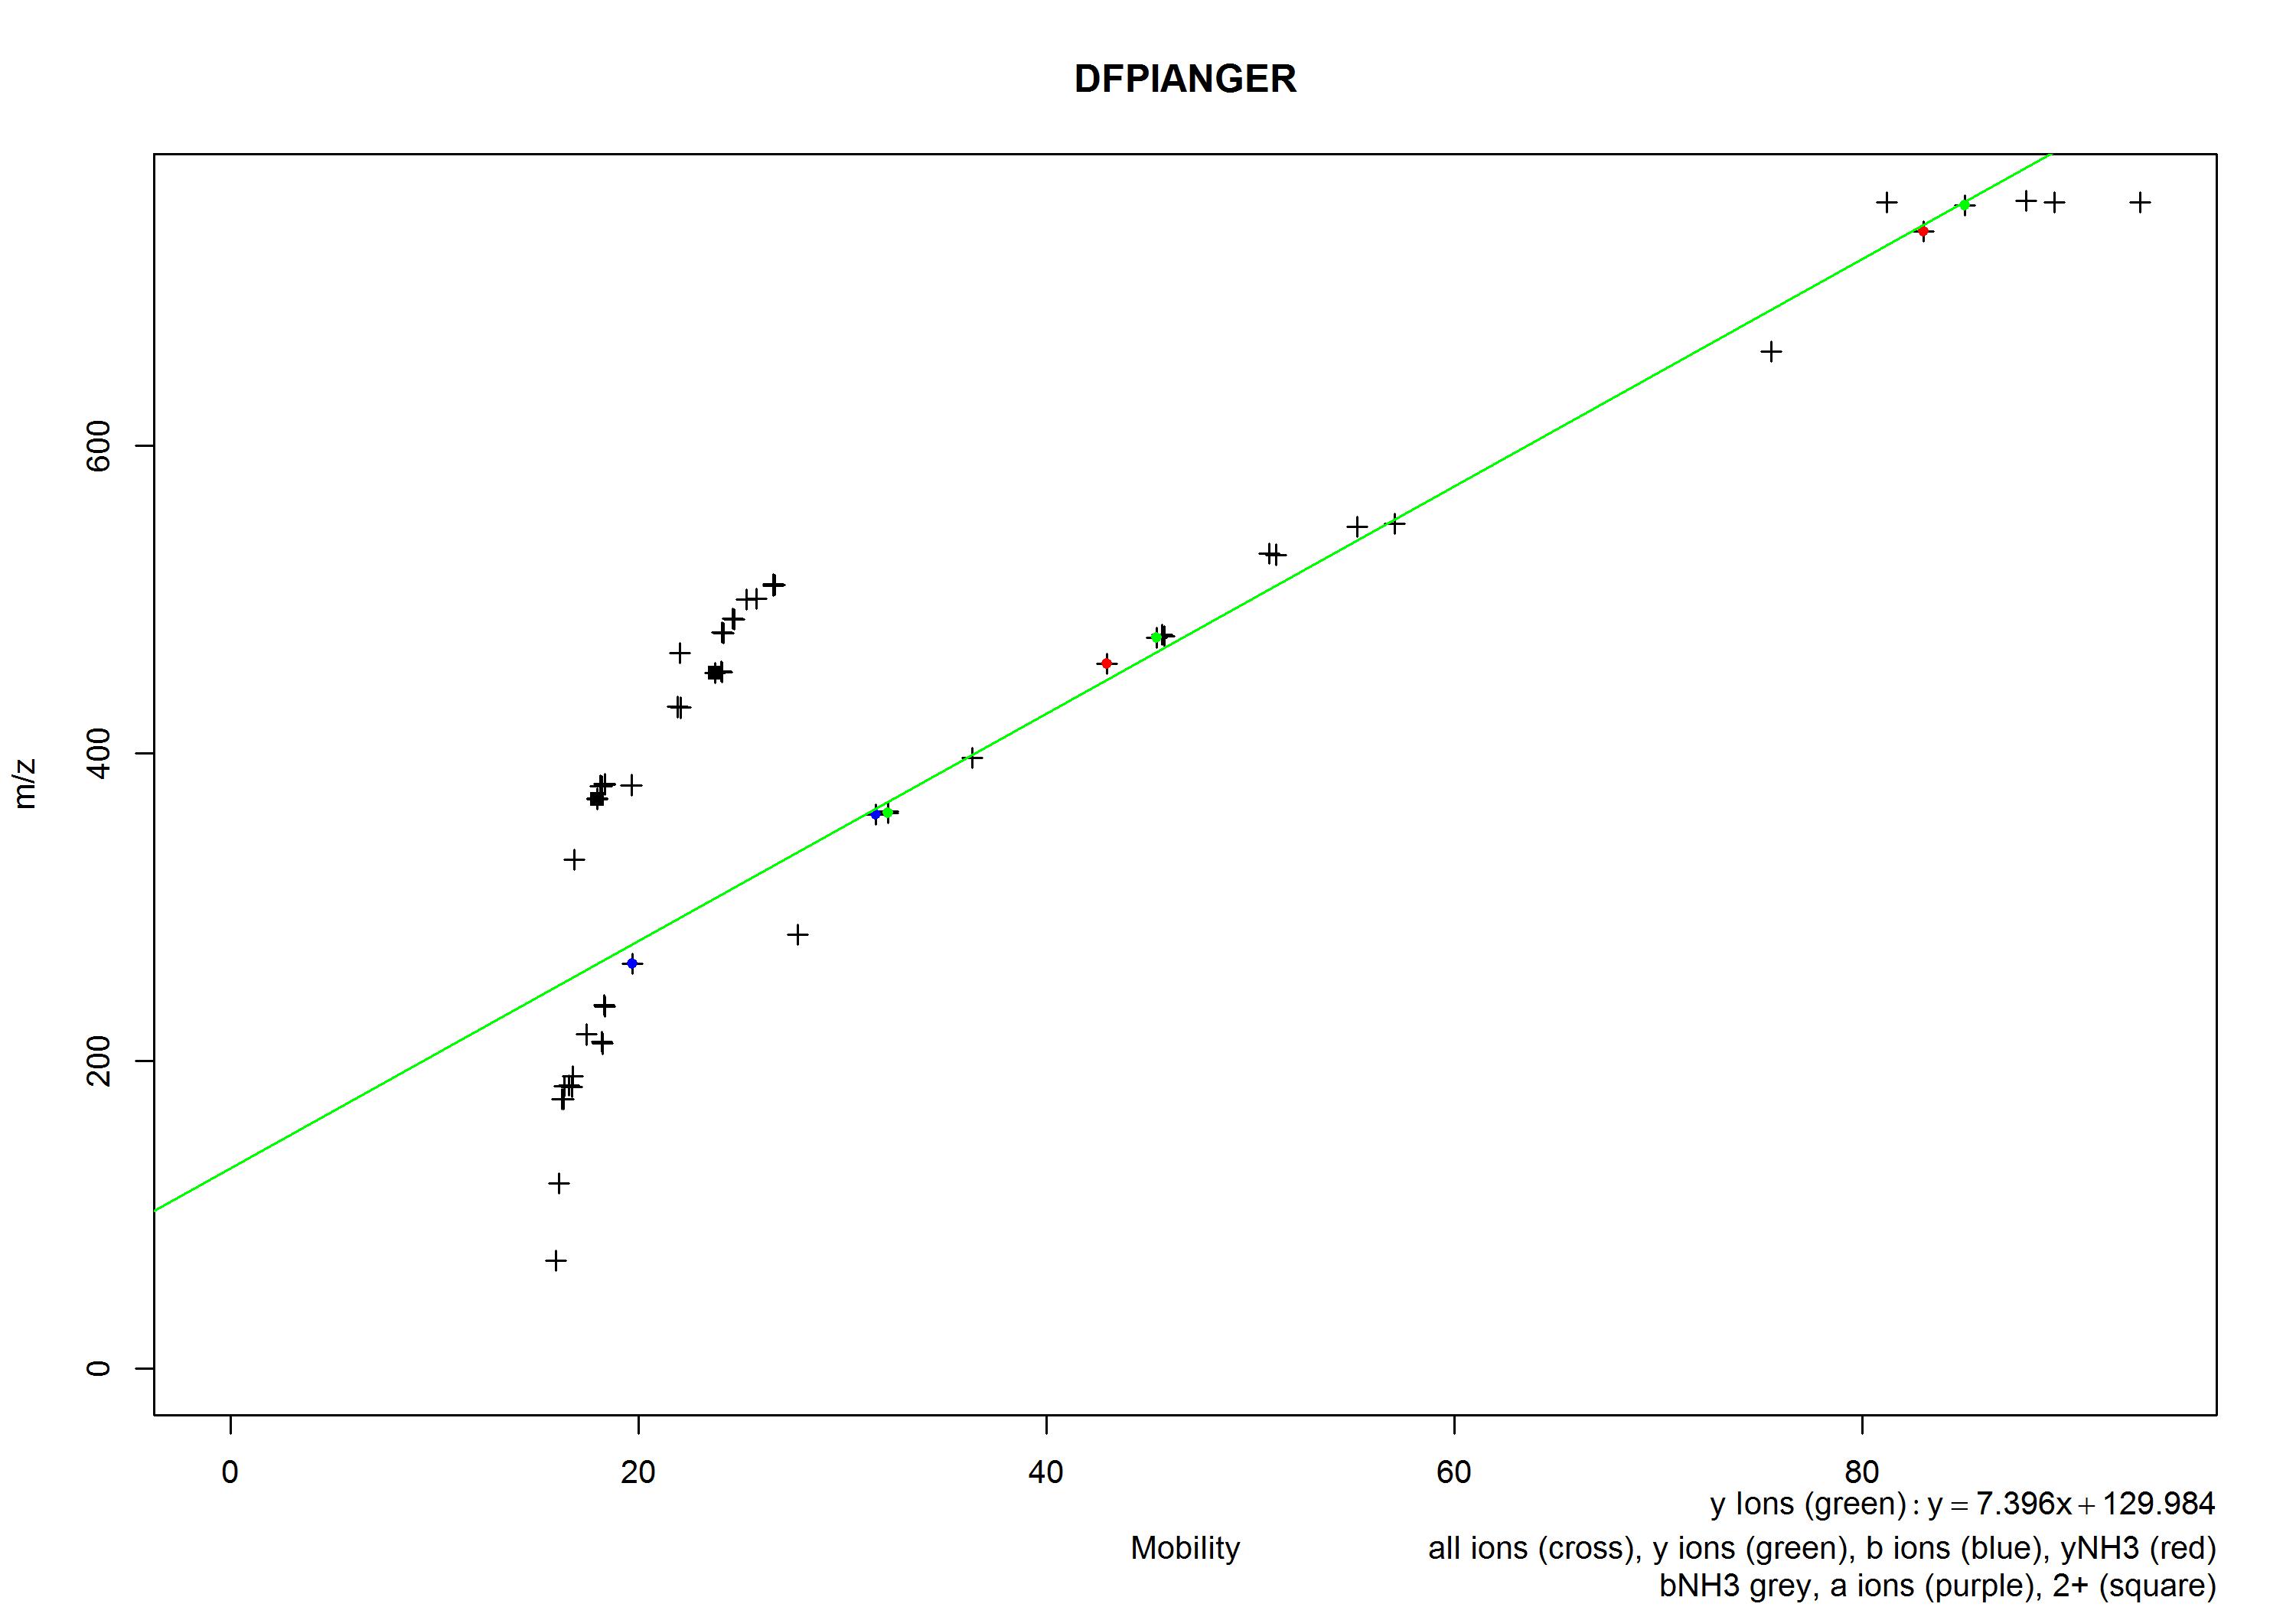 DFPIANGER
m/z
600
400
200
0
0 20 40 60 80
y Ions (green) : y = 7.396x + 129.984
Mobility
all ions (cross), y ions (green), b ions (blue), yNH3 (red)
bNH3 grey, a ions (purple), 2+ (square)